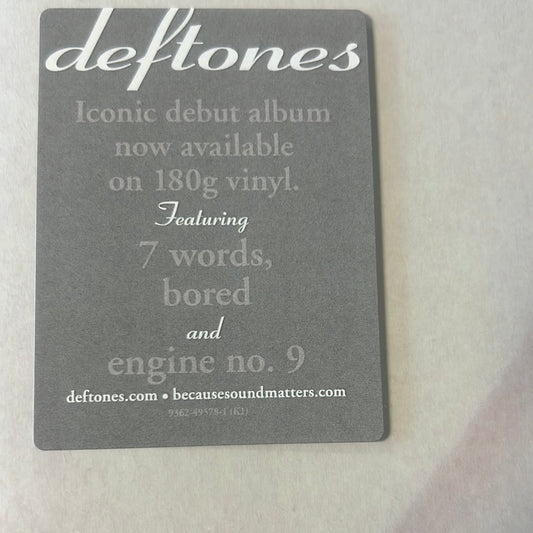 deftones
Iconic debut album
now available
on 180g vinyl.
Featuring
7 words,
bored
and
engine no. 9
deftones.com • becausesoundmatters.com
9362-49578-1 (K1)